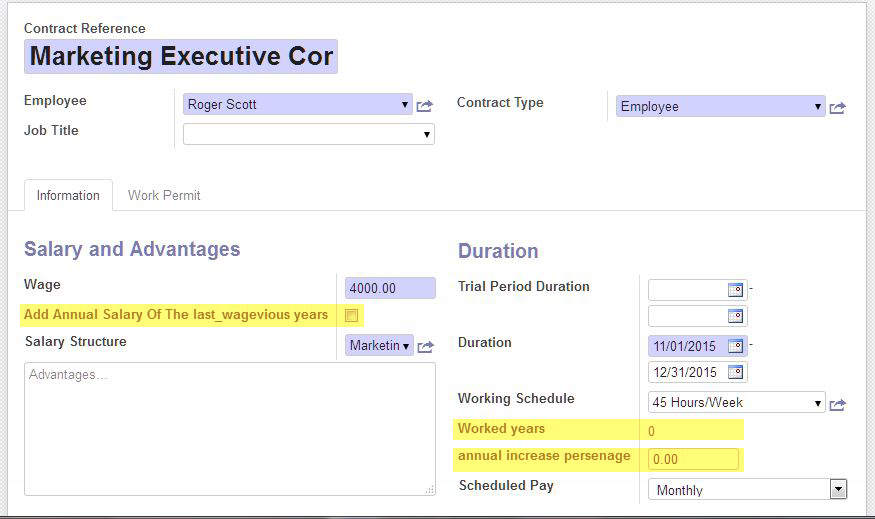 Contract Reference
Marketing Executive Cor
Employee
Roger Scott
Contract Type
Employee
Job Title
Information
Work Permit
Salary and Advantages
Wage
4000.00
Add Annual Salary Of The last_wagevious years
Salary Structure
Marketin
Advantages...
Duration
Trial Period Duration
-
Duration
11/01/2015 -
12/31/2015
Working Schedule
45 Hours/Week
Worked years
0
annual increase persenage
0.00
Scheduled Pay
Monthly